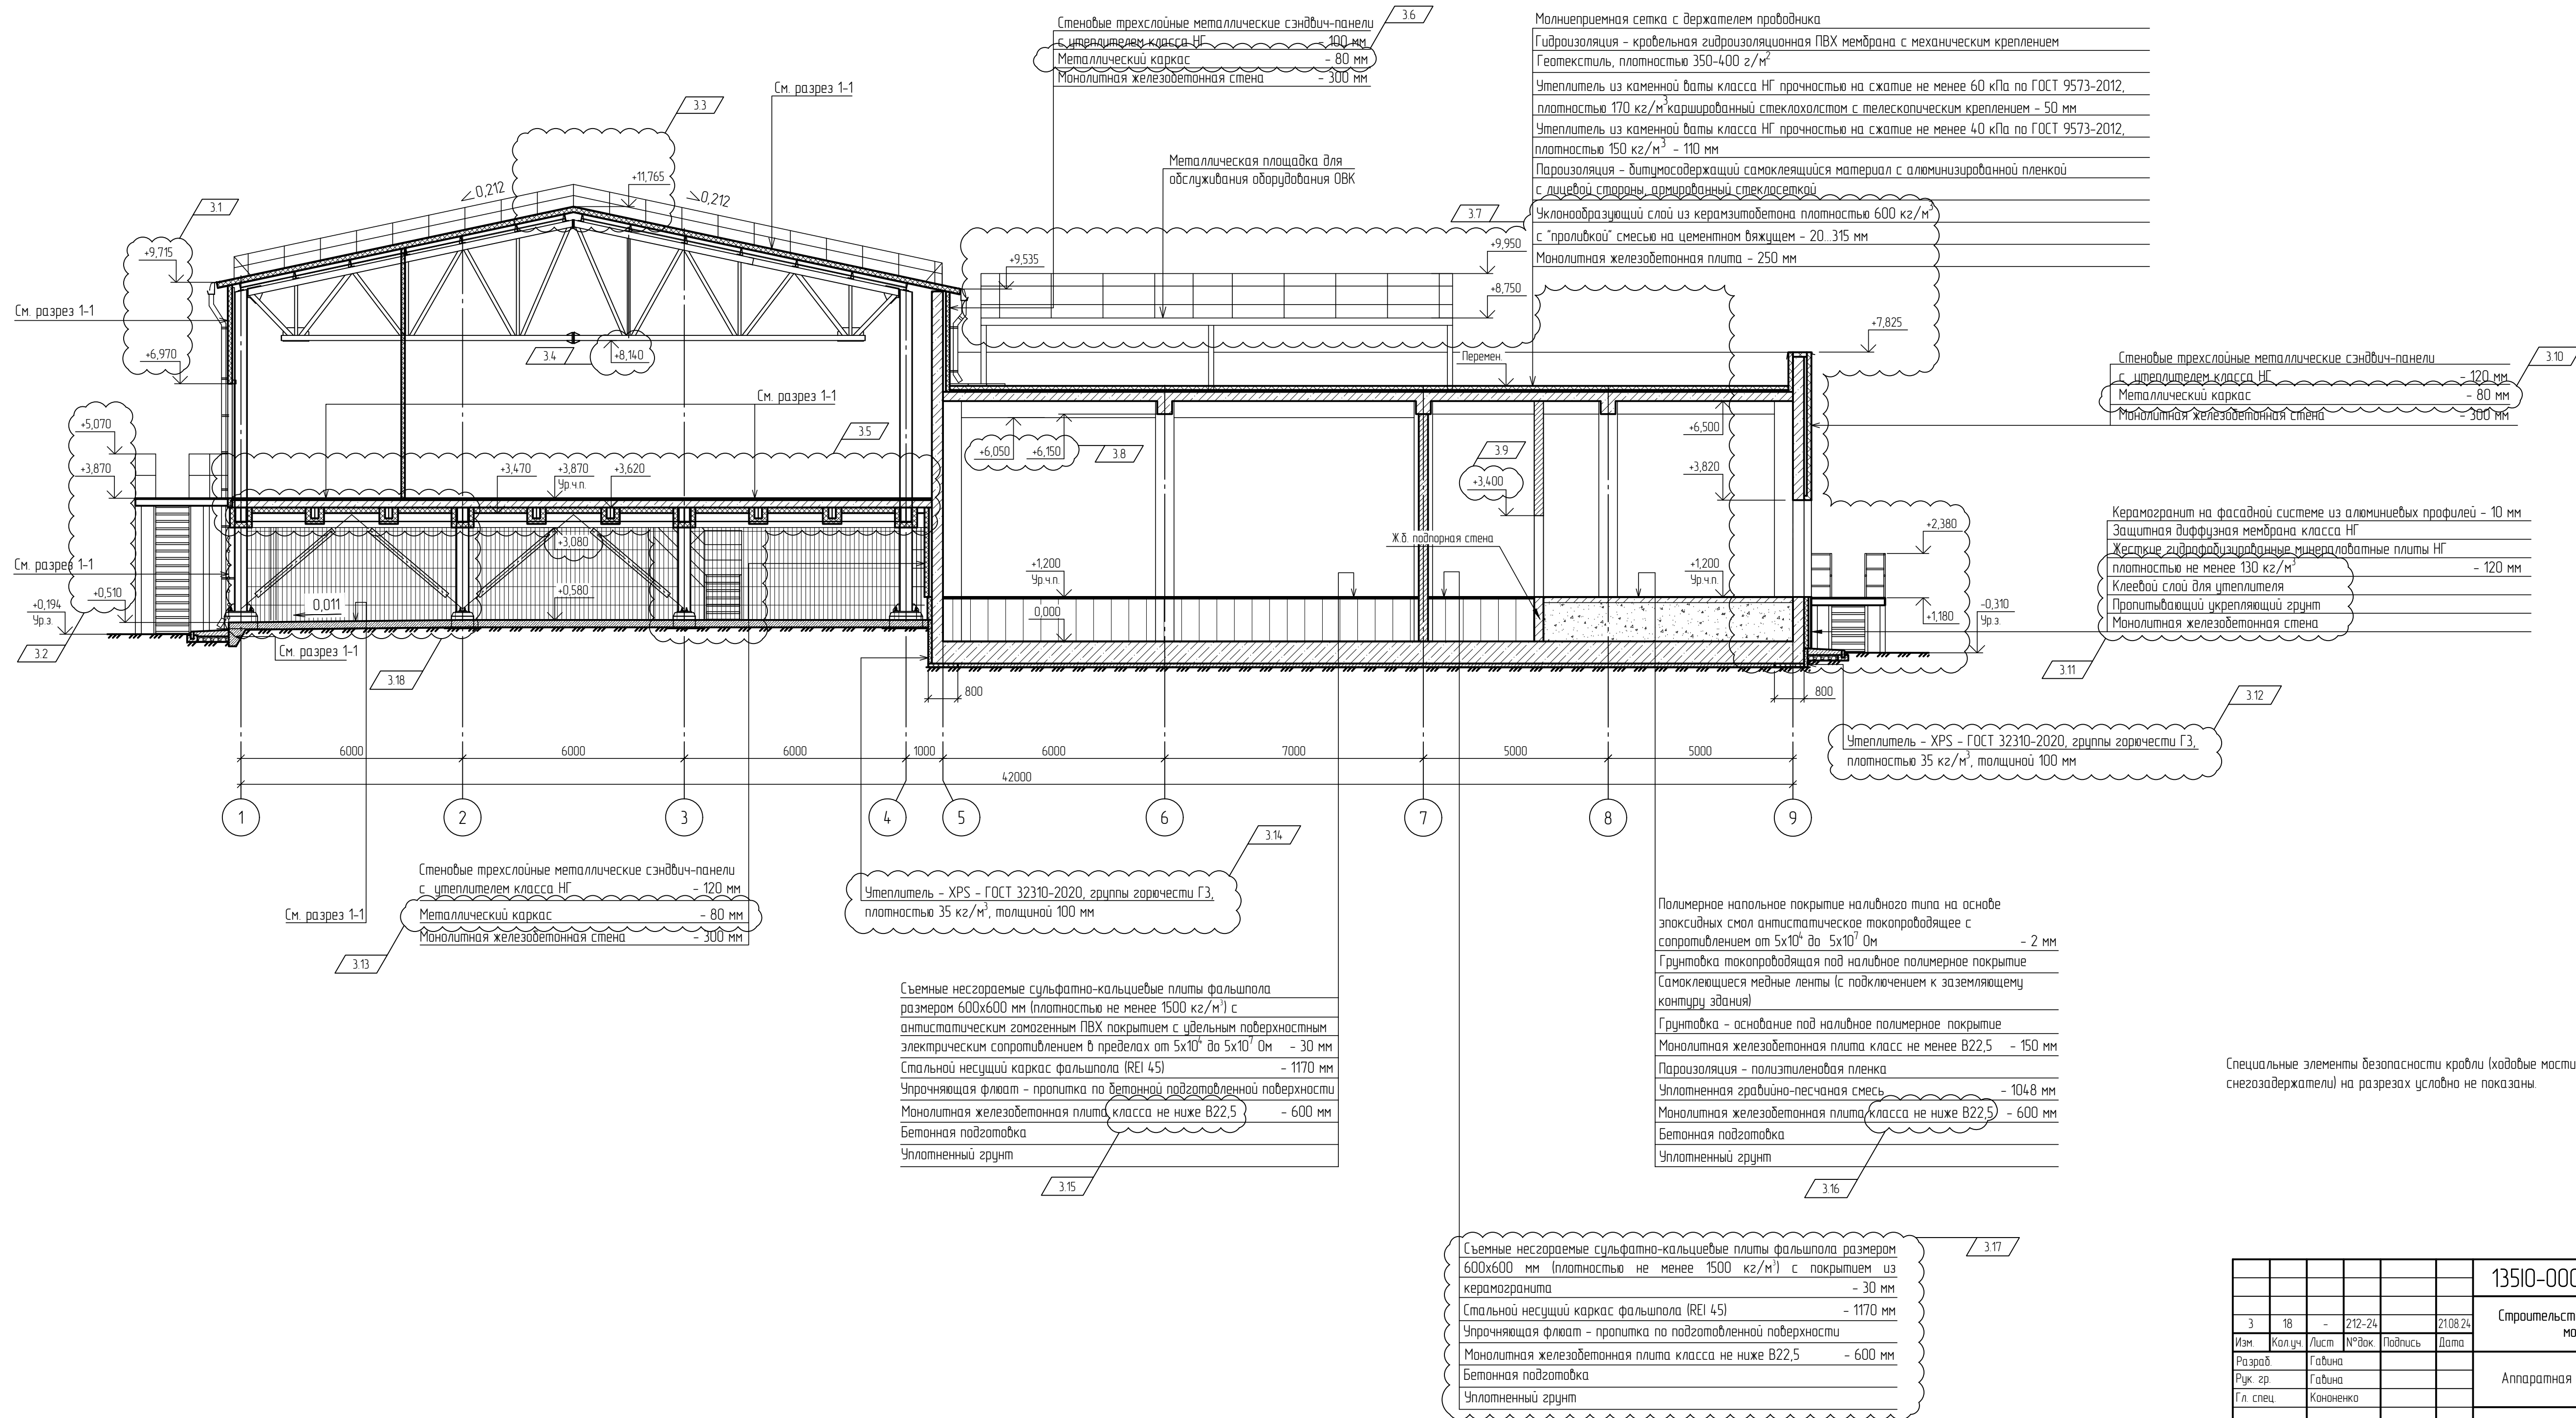 Стеновые трехслойные металлические сэндвич-панели
с утеплителем класса НГ - 100 мм
Металлический каркас - 80 мм
Монолитная железобетонная стена - 300 мм
3.6
Молниеприемная сетка с держателем проводника
Гидроизоляция - кровельная гидроизоляционная ПВХ мембрана с механическим креплением
Геотекстиль, плотностью 350-400 г/м²
Утеплитель из каменной ваты класса НГ прочностью на сжатие не менее 60 кПа по ГОСТ 9573-2012,
плотностью 170 кг/м³каршированный стеклохолстом с телескопическим креплением - 50 мм
Утеплитель из каменной ваты класса НГ прочностью на сжатие не менее 40 кПа по ГОСТ 9573-2012,
плотностью 150 кг/м³ - 110 мм
Пароизоляция - битумосодержащий самоклеящийся материал с алюминизированной пленкой
с лицевой стороны, армированный стеклосеткой
Уклонообразующий слой из керамзитобетона плотностью 600 кг/м³
с "проливкой" смесью на цементном вяжущем - 20...315 мм
Монолитная железобетонная плита - 250 мм
См. разрез 1-1
3.3
Металлическая площадка для
обслуживания оборудования ОВК
+11,765
0,212
0,212
3.1
3.7
+9,715
+9,535
+9,950
+8,750
См. разрез 1-1
+6,970
3.4
+8,140
Перемен.
+7,825
Стеновые трехслойные металлические сэндвич-панели
с утеплителем класса НГ - 120 мм
Металлический каркас - 80 мм
Монолитная железобетонная стена - 300 мм
3.10
См. разрез 1-1
+5,070
3.5
+6,050
+6,150
3.8
3.9
+6,500
+3,870
+3,470
+3,870
Ур.ч.п.
+3,620
+3,400
+3,820
Керамогранит на фасадной системе из алюминиевых профилей - 10 мм
Защитная диффузная мембрана класса НГ
Жесткие гидрофобизированные минераловатные плиты НГ
плотностью не менее 130 кг/м³ - 120 мм
Клеевой слой для утеплителя
Пропитывающий укрепляющий грунт
Монолитная железобетонная стена
3.11
+2,380
+3,080
Ж.б. подпорная стена
См. разрез 1-1
+1,200
Ур.ч.п.
+1,200
Ур.ч.п.
+0,510
+0,580
0,011
0,000
+0,194
Ур.з.
+1,180
-0,310
Ур.з.
3.2
См. разрез 1-1
3.18
800
800
3.12
Утеплитель - XPS - ГОСТ 32310-2020, группы горючести Г3,
плотностью 35 кг/м³, толщиной 100 мм
6000
6000
6000
1000
6000
7000
5000
5000
42000
1
2
3
4
5
6
7
8
9
3.14
Стеновые трехслойные металлические сэндвич-панели
с утеплителем класса НГ - 120 мм
Металлический каркас - 80 мм
Монолитная железобетонная стена - 300 мм
См. разрез 1-1
3.13
Утеплитель - XPS - ГОСТ 32310-2020, группы горючести Г3,
плотностью 35 кг/м³, толщиной 100 мм
Съемные несгораемые сульфатно-кальциевые плиты фальшпола
размером 600х600 мм (плотностью не менее 1500 кг/м³) с
антистатическим гомогенным ПВХ покрытием с удельным поверхностным
электрическим сопротивлением в пределах от 5х10⁴ до 5х10⁷ Ом - 30 мм
Стальной несущий каркас фальшпола (REI 45) - 1170 мм
Упрочняющая флюат - пропитка по бетонной подготовленной поверхности
Монолитная железобетонная плита класса не ниже В22,5 - 600 мм
Бетонная подготовка
Уплотненный грунт
3.15
Полимерное напольное покрытие наливного типа на основе
эпоксидных смол антистатическое токопроводящее с
сопротивлением от 5х10⁴ до 5х10⁷ Ом - 2 мм
Грунтовка токопроводящая под наливное полимерное покрытие
Самоклеющиеся медные ленты (с подключением к заземляющему
контуру здания)
Грунтовка - основание под наливное полимерное покрытие
Монолитная железобетонная плита класс не менее В22,5 - 150 мм
Пароизоляция - полиэтиленовая пленка
Уплотненная гравийно-песчаная смесь - 1048 мм
Монолитная железобетонная плита класса не ниже В22,5 - 600 мм
Бетонная подготовка
Уплотненный грунт
3.16
Специальные элементы безопасности кровли (ходовые мости
снегозадержатели) на разрезах условно не показаны.
3.17
Съемные несгораемые сульфатно-кальциевые плиты фальшпола размером
600х600 мм (плотностью не менее 1500 кг/м³) с покрытием из
керамогранита - 30 мм
Стальной несущий каркас фальшпола (REI 45) - 1170 мм
Упрочняющая флюат - пропитка по подготовленной поверхности
Монолитная железобетонная плита класса не ниже В22,5 - 600 мм
Бетонная подготовка
Уплотненный грунт
13510-000
Строительст
мо
3 18 - 212-24 21.08.24
Изм. Кол.уч. Лист №док. Подпись Дата
Разраб. Гавина
Рук. гр. Гавина
Гл. спец. Кононенко
Аппаратная